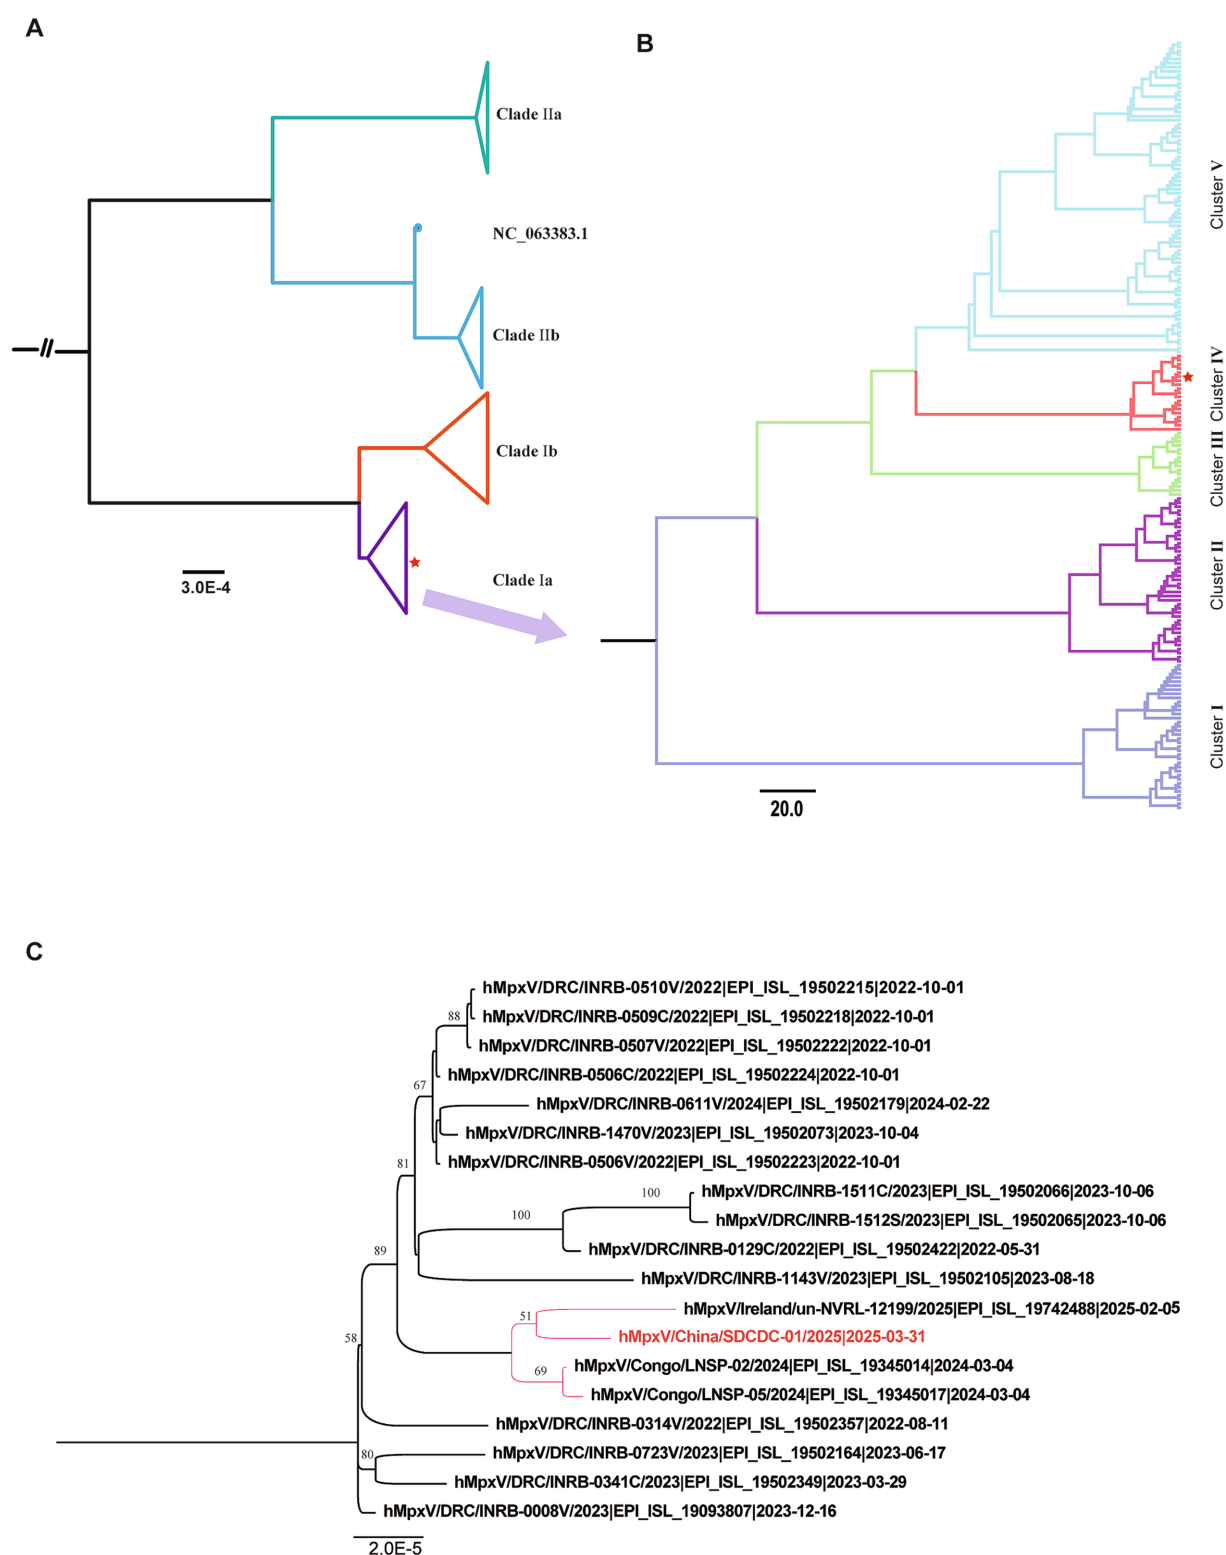 A
Clade IIa
NC_063383.1
Clade IIb
Clade Ib
Clade Ia
3.0E-4
B
Cluster V
Cluster IV
Cluster III
Cluster II
Cluster I
20.0
C
hMpxV/DRC/INRB-0510V/2022|EPI_ISL_19502215|2022-10-01
88
hMpxV/DRC/INRB-0509C/2022|EPI_ISL_19502218|2022-10-01
hMpxV/DRC/INRB-0507V/2022|EPI_ISL_19502222|2022-10-01
hMpxV/DRC/INRB-0506C/2022|EPI_ISL_19502224|2022-10-01
67
hMpxV/DRC/INRB-0611V/2024|EPI_ISL_19502179|2024-02-22
hMpxV/DRC/INRB-1470V/2023|EPI_ISL_19502073|2023-10-04
81
hMpxV/DRC/INRB-0506V/2022|EPI_ISL_19502223|2022-10-01
100
hMpxV/DRC/INRB-1511C/2023|EPI_ISL_19502066|2023-10-06
100
hMpxV/DRC/INRB-1512S/2023|EPI_ISL_19502065|2023-10-06
89
hMpxV/DRC/INRB-0129C/2022|EPI_ISL_19502422|2022-05-31
hMpxV/DRC/INRB-1143V/2023|EPI_ISL_19502105|2023-08-18
hMpxV/Ireland/un-NVRL-12199/2025|EPI_ISL_19742488|2025-02-05
51
58
hMpxV/China/SDCDC-01/2025|2025-03-31
hMpxV/Congo/LNSP-02/2024|EPI_ISL_19345014|2024-03-04
69
hMpxV/Congo/LNSP-05/2024|EPI_ISL_19345017|2024-03-04
hMpxV/DRC/INRB-0314V/2022|EPI_ISL_19502357|2022-08-11
80
hMpxV/DRC/INRB-0723V/2023|EPI_ISL_19502164|2023-06-17
hMpxV/DRC/INRB-0341C/2023|EPI_ISL_19502349|2023-03-29
hMpxV/DRC/INRB-0008V/2023|EPI_ISL_19093807|2023-12-16
2.0E-5